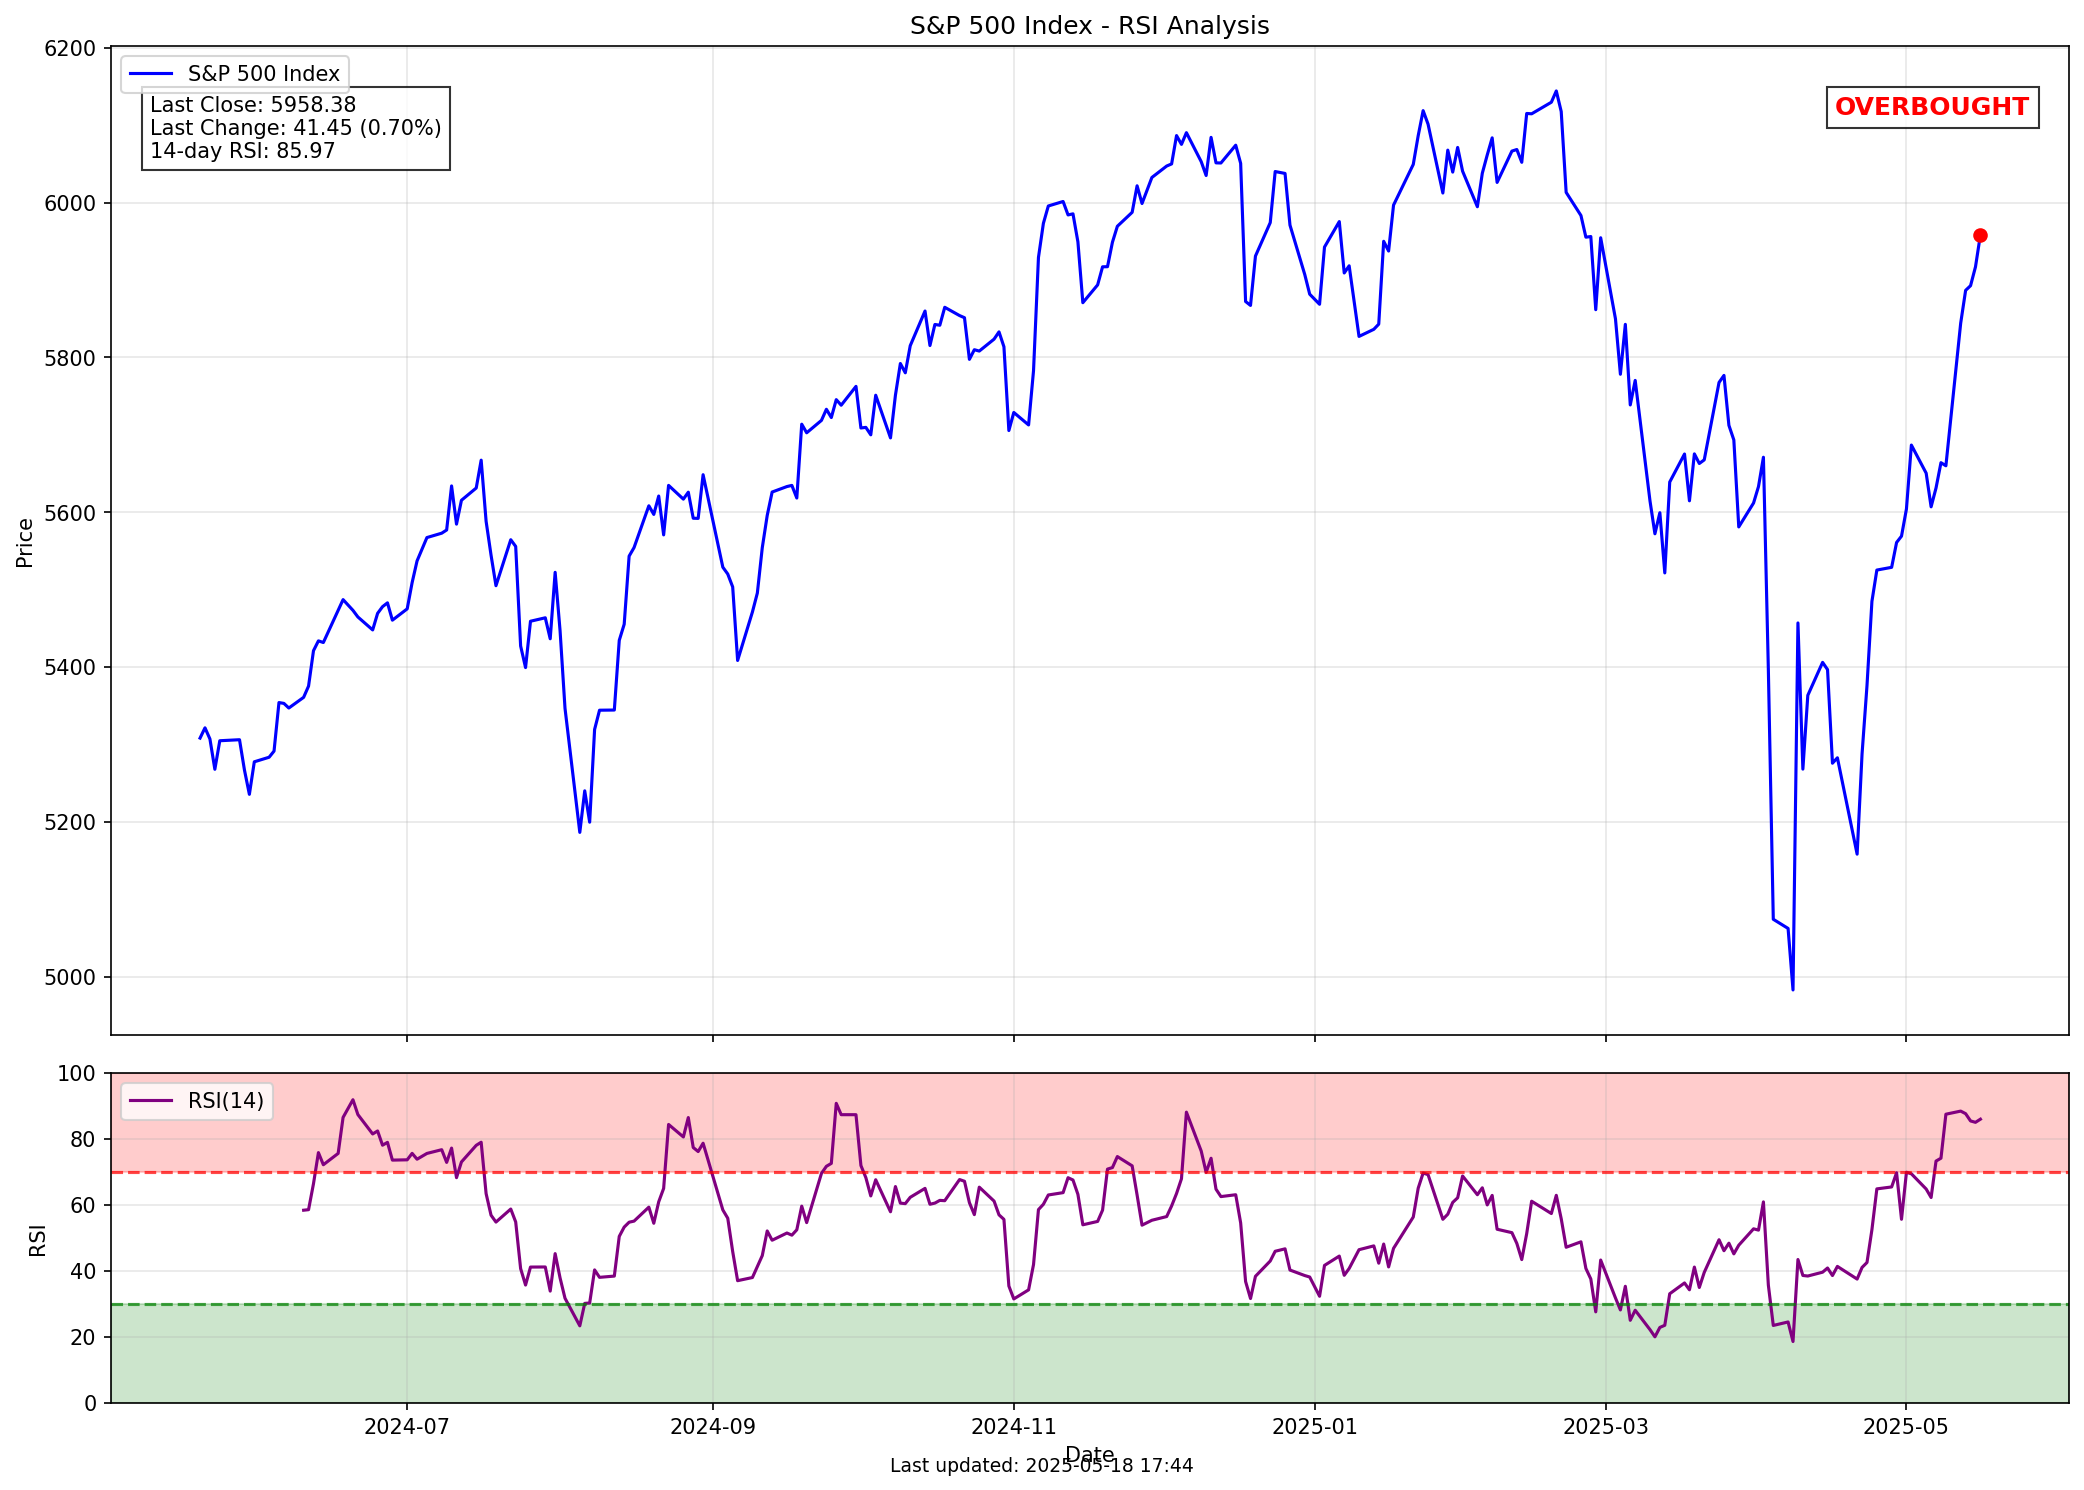 S&P 500 Index - RSI Analysis
6200
6000
5800
5600
5400
5200
5000
Price
S&P 500 Index
Last Close: 5958.38
Last Change: 41.45 (0.70%)
14-day RSI: 85.97
OVERBOUGHT
100
80
60
40
20
0
RSI
RSI(14)
2024-07
2024-09
2024-11
2025-01
2025-03
2025-05
Date
Last updated: 2025-05-18 17:44